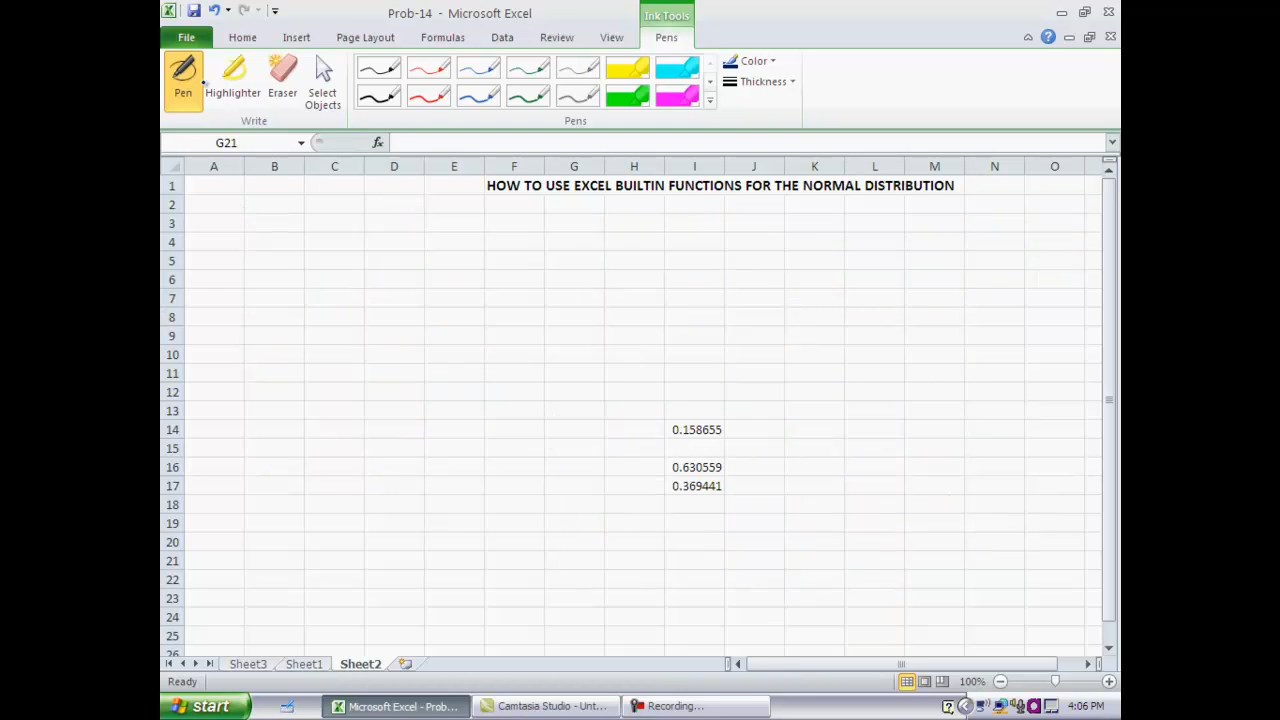 Prob-14 - Microsoft Excel
Ink Tools
File Home Insert Page Layout Formulas Data Review View Pens
Pen Highlighter Eraser Select Objects
Color
Thickness
Write
Pens
G21 fx
A B C D E F G H I J K L M N O
1 HOW TO USE EXCEL BUILTIN FUNCTIONS FOR THE NORMAL DISTRIBUTION
2
3
4
5
6
7
8
9
10
11
12
13
14 0.158655
15
16 0.630559
17 0.369441
18
19
20
21
22
23
24
25
26
Sheet3 Sheet1 Sheet2
Ready 100%
start Microsoft Excel - Prob... Camtasia Studio - Unt... Recording... 4:06 PM